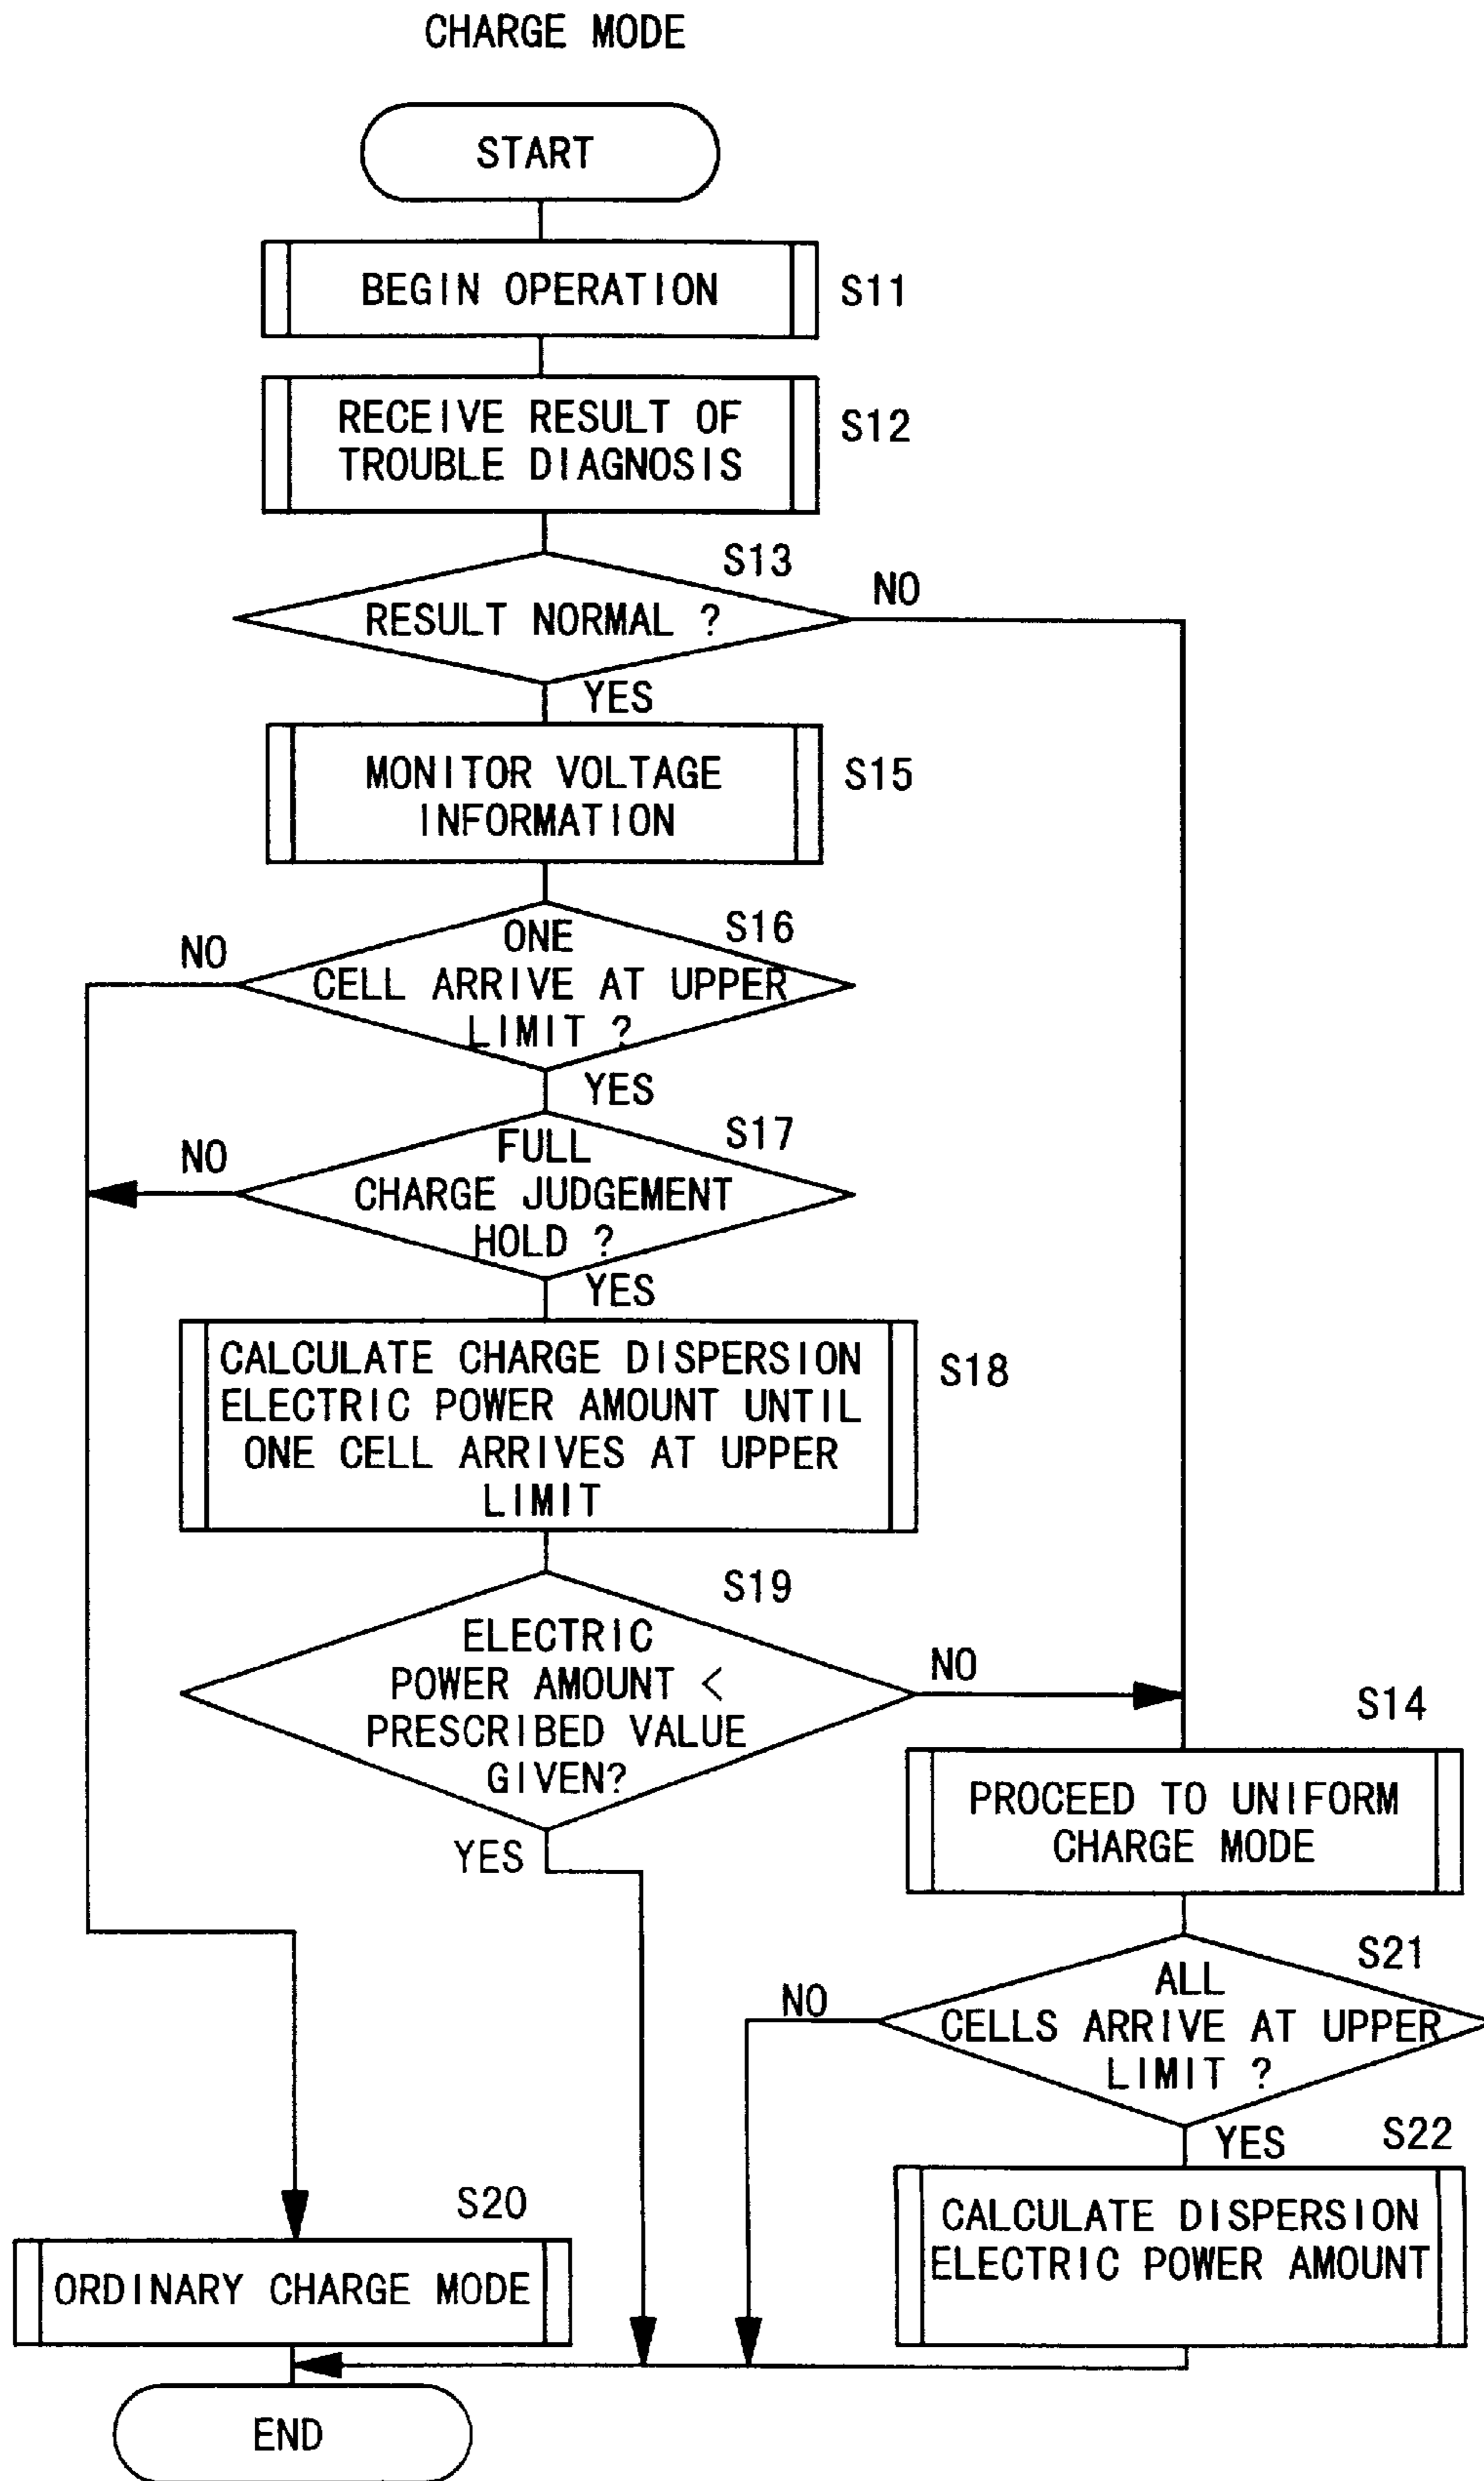 CHARGE MODE
START
BEGIN OPERATION
S11
RECEIVE RESULT OF
TROUBLE DIAGNOSIS
S12
S13
RESULT NORMAL ?
NO
YES
MONITOR VOLTAGE
INFORMATION
S15
S16
NO
ONE
CELL ARRIVE AT UPPER
LIMIT ?
YES
S17
NO
FULL
CHARGE JUDGEMENT
HOLD ?
YES
CALCULATE CHARGE DISPERSION
ELECTRIC POWER AMOUNT UNTIL
ONE CELL ARRIVES AT UPPER
LIMIT
S18
S19
ELECTRIC
POWER AMOUNT <
PRESCRIBED VALUE
GIVEN?
NO
YES
S14
PROCEED TO UNIFORM
CHARGE MODE
S21
ALL
CELLS ARRIVE AT UPPER
LIMIT ?
NO
YES
S22
CALCULATE DISPERSION
ELECTRIC POWER AMOUNT
S20
ORDINARY CHARGE MODE
END